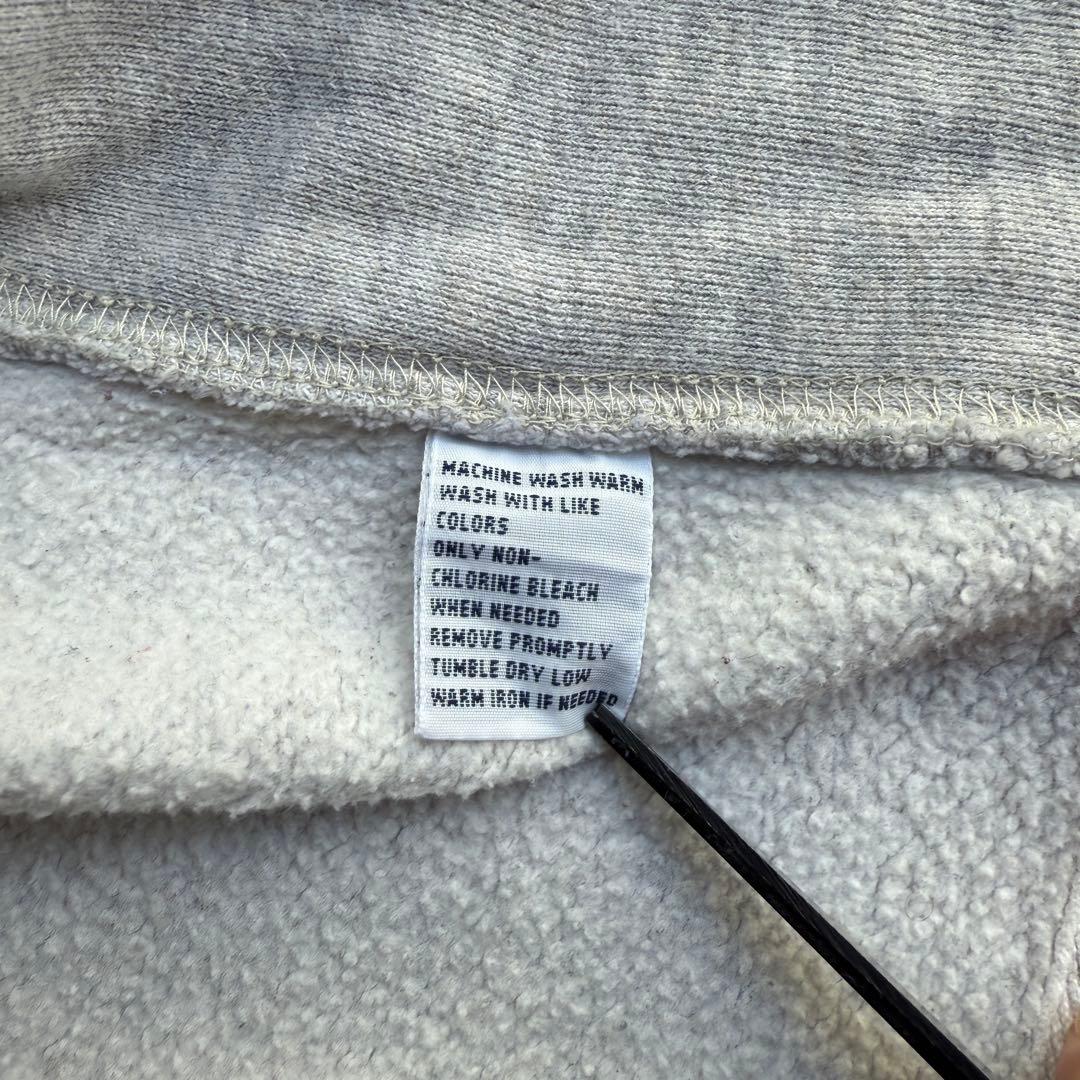 MACHINE WASH WARM
WASH WITH LIKE
COLORS
ONLY NON-
CHLORINE BLEACH
WHEN NEEDED
REMOVE PROMPTLY
TUMBLE DRY LOW
WARM IRON IF NEEDED